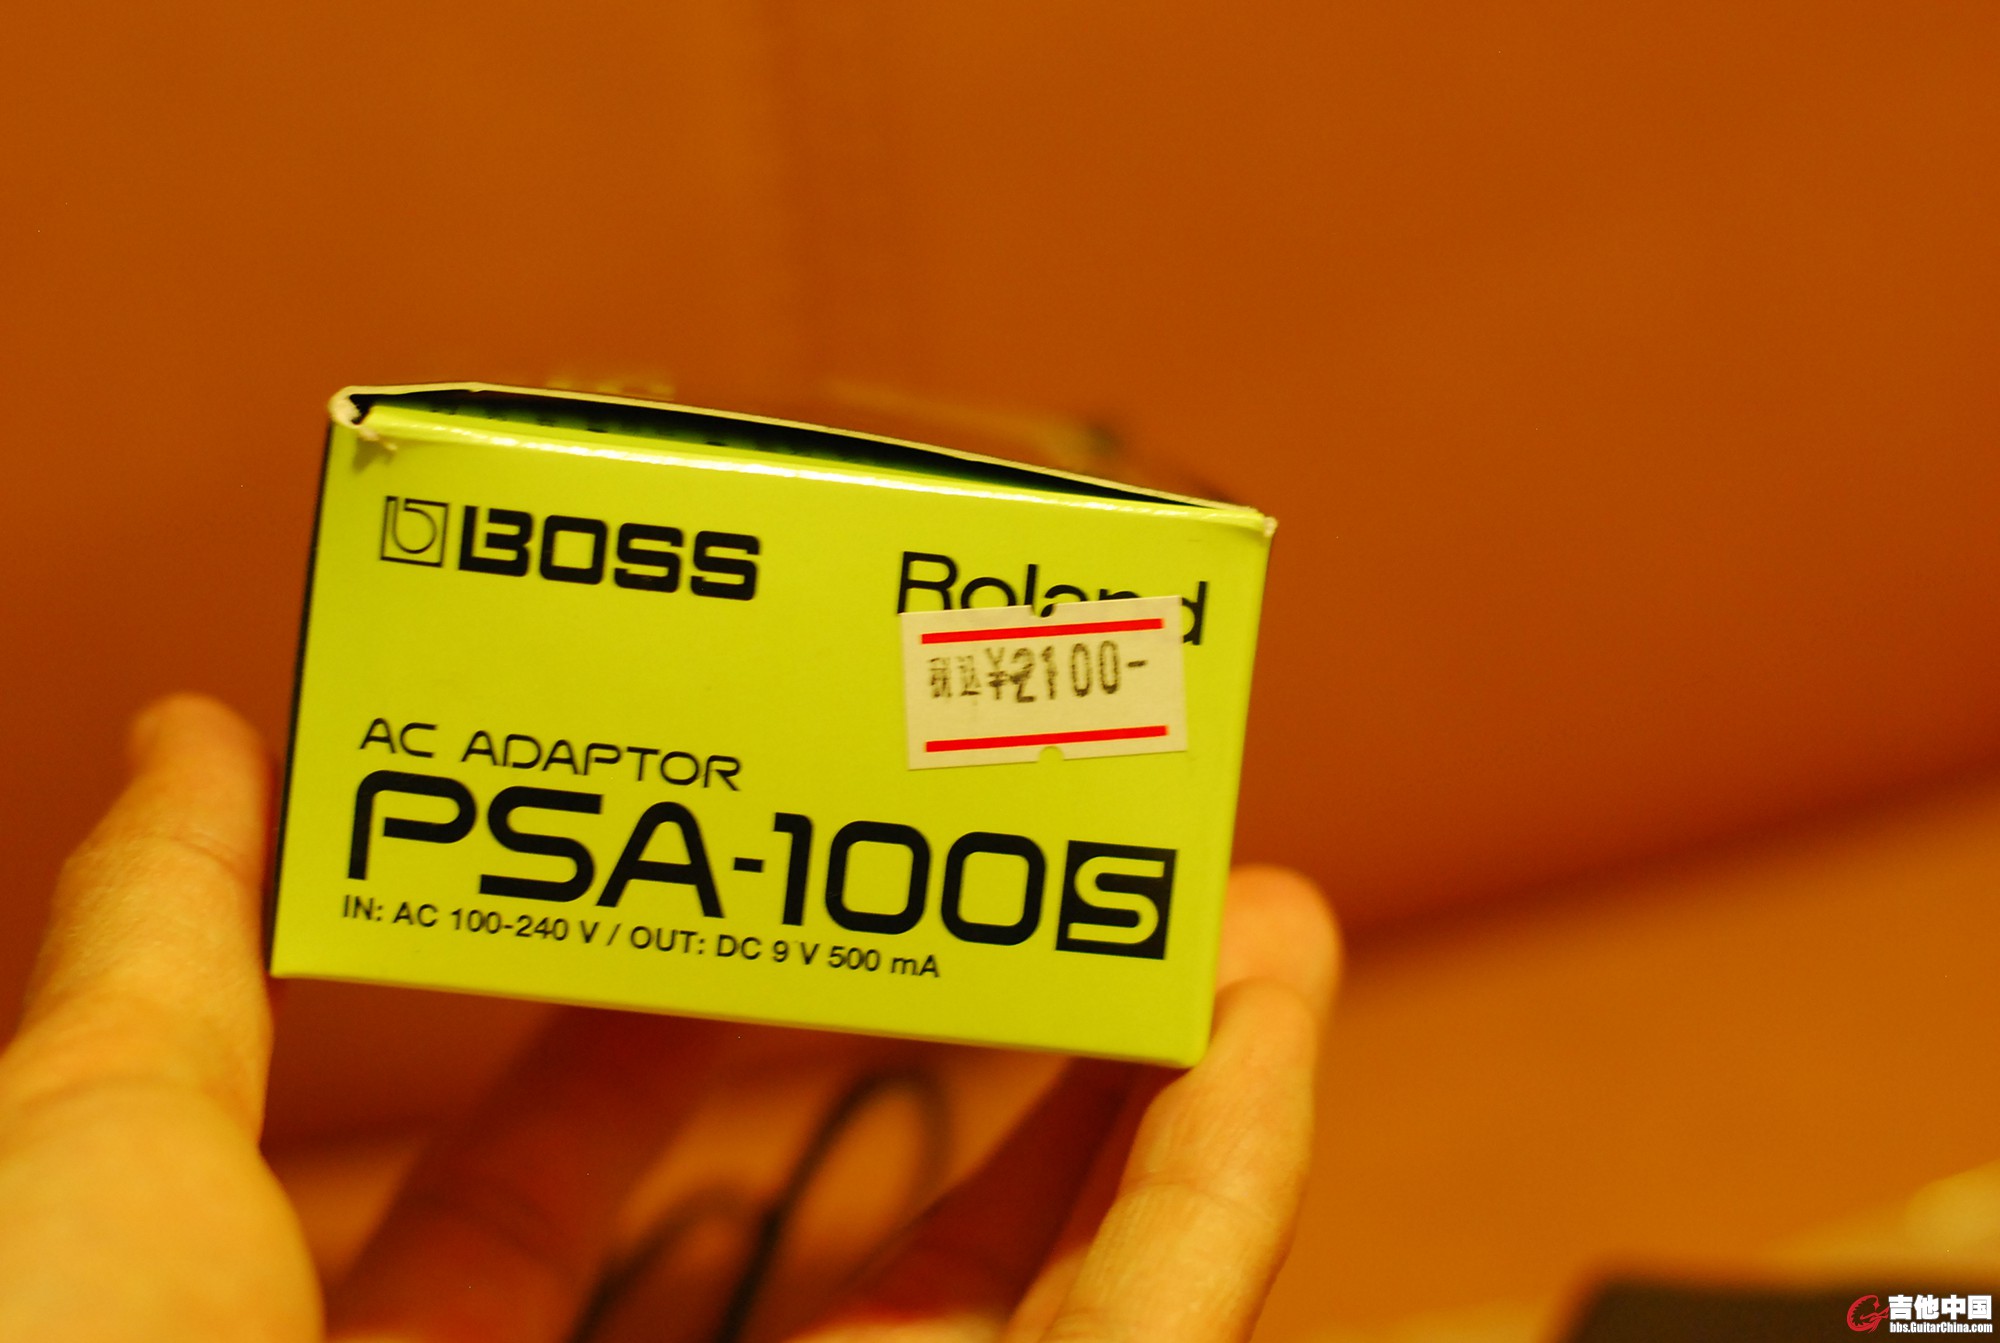 BOSS
Roland
税込¥2100-
AC ADAPTOR
PSA-100S
IN: AC 100-240 V / OUT: DC 9 V 500 mA
吉他中国
bbs.GuitarChina.com